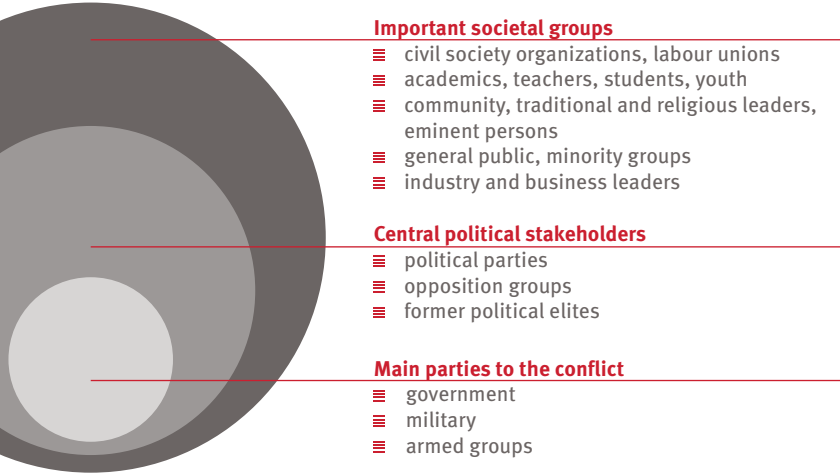 Important societal groups
civil society organizations, labour unions
academics, teachers, students, youth
community, traditional and religious leaders,
eminent persons
general public, minority groups
industry and business leaders
Central political stakeholders
political parties
opposition groups
former political elites
Main parties to the conflict
government
military
armed groups